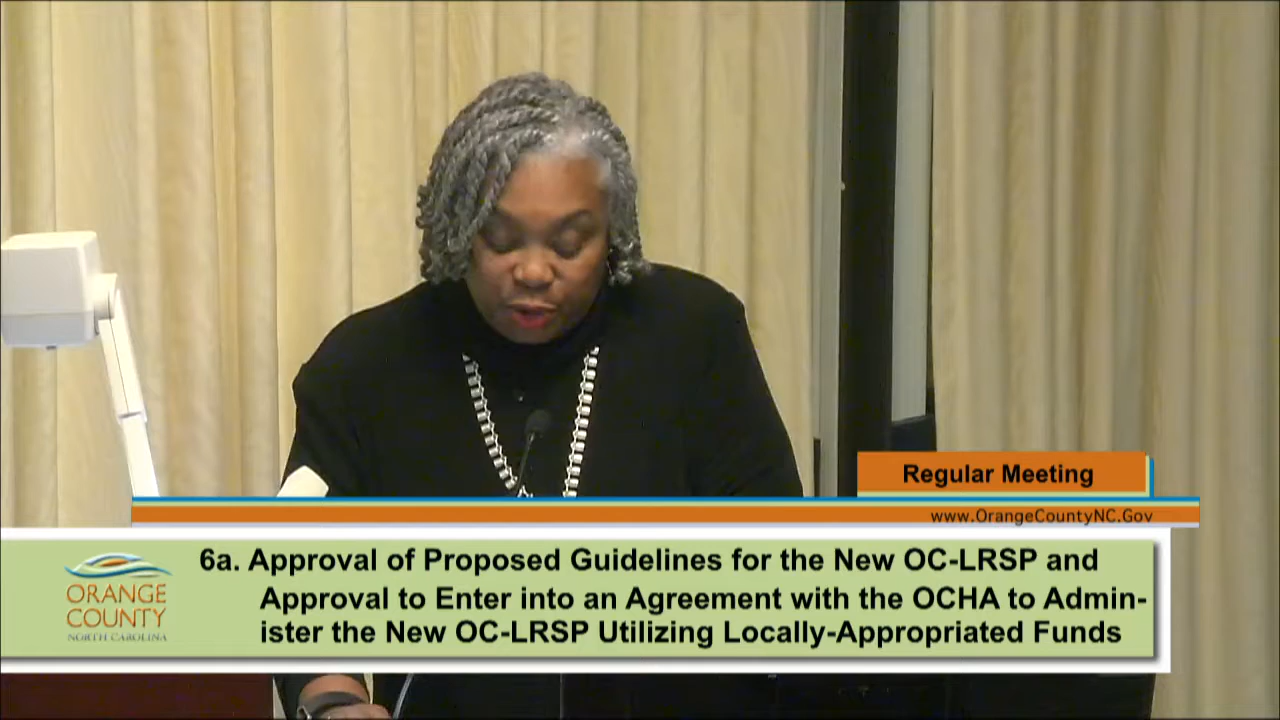 Regular Meeting
www.OrangeCountyNC.Gov
6a. Approval of Proposed Guidelines for the New OC-LRSP and
Approval to Enter into an Agreement with the OCHA to Admin-
ister the New OC-LRSP Utilizing Locally-Appropriated Funds
ORANGE
COUNTY
NORTH CAROLINA